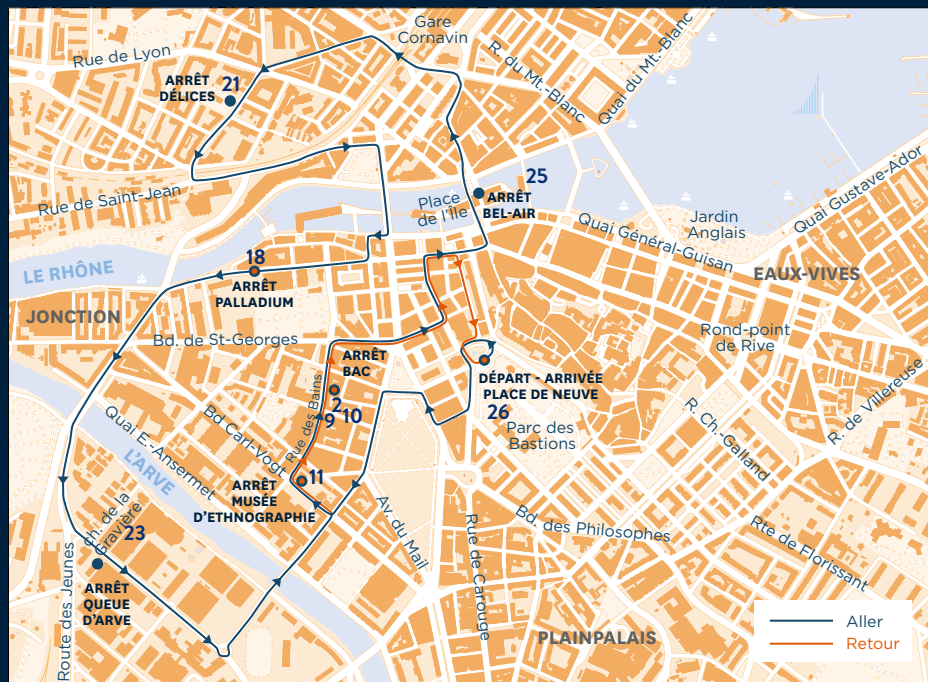 Gare
Cornavin
Rue de Lyon
R. du Mt.-Blanc
Quai du Mt.-Blanc
ARRÊT
DÉLICES
21
25
ARRÊT
BEL-AIR
Place
de l'Île
Rue de Saint-Jean
Quai Gustave-Ador
Jardin
Anglais
Quai Général-Guisan
LE RHÔNE
18
ARRÊT
PALLADIUM
EAUX-VIVES
JONCTION
Bd. de St-Georges
Rond-point
de Rive
ARRÊT
BAC
DÉPART - ARRIVÉE
PLACE DE NEUVE
26
2
9 10
Rue des Bains
Parc des
Bastions
R. de Villereuse
R. Ch.-Galland
Quai E.-Ansermet
Bd Carl-Vogt
L'ARVE
11
ARRÊT
MUSÉE
D'ETHNOGRAPHIE
Av. du Mail
Bd. des Philosophes
Rte de Florissant
Ch. de la
Gravière
23
ARRÊT
QUEUE
D'ARVE
Route des Jeunes
Rue de Carouge
PLAINPALAIS
Aller
Retour